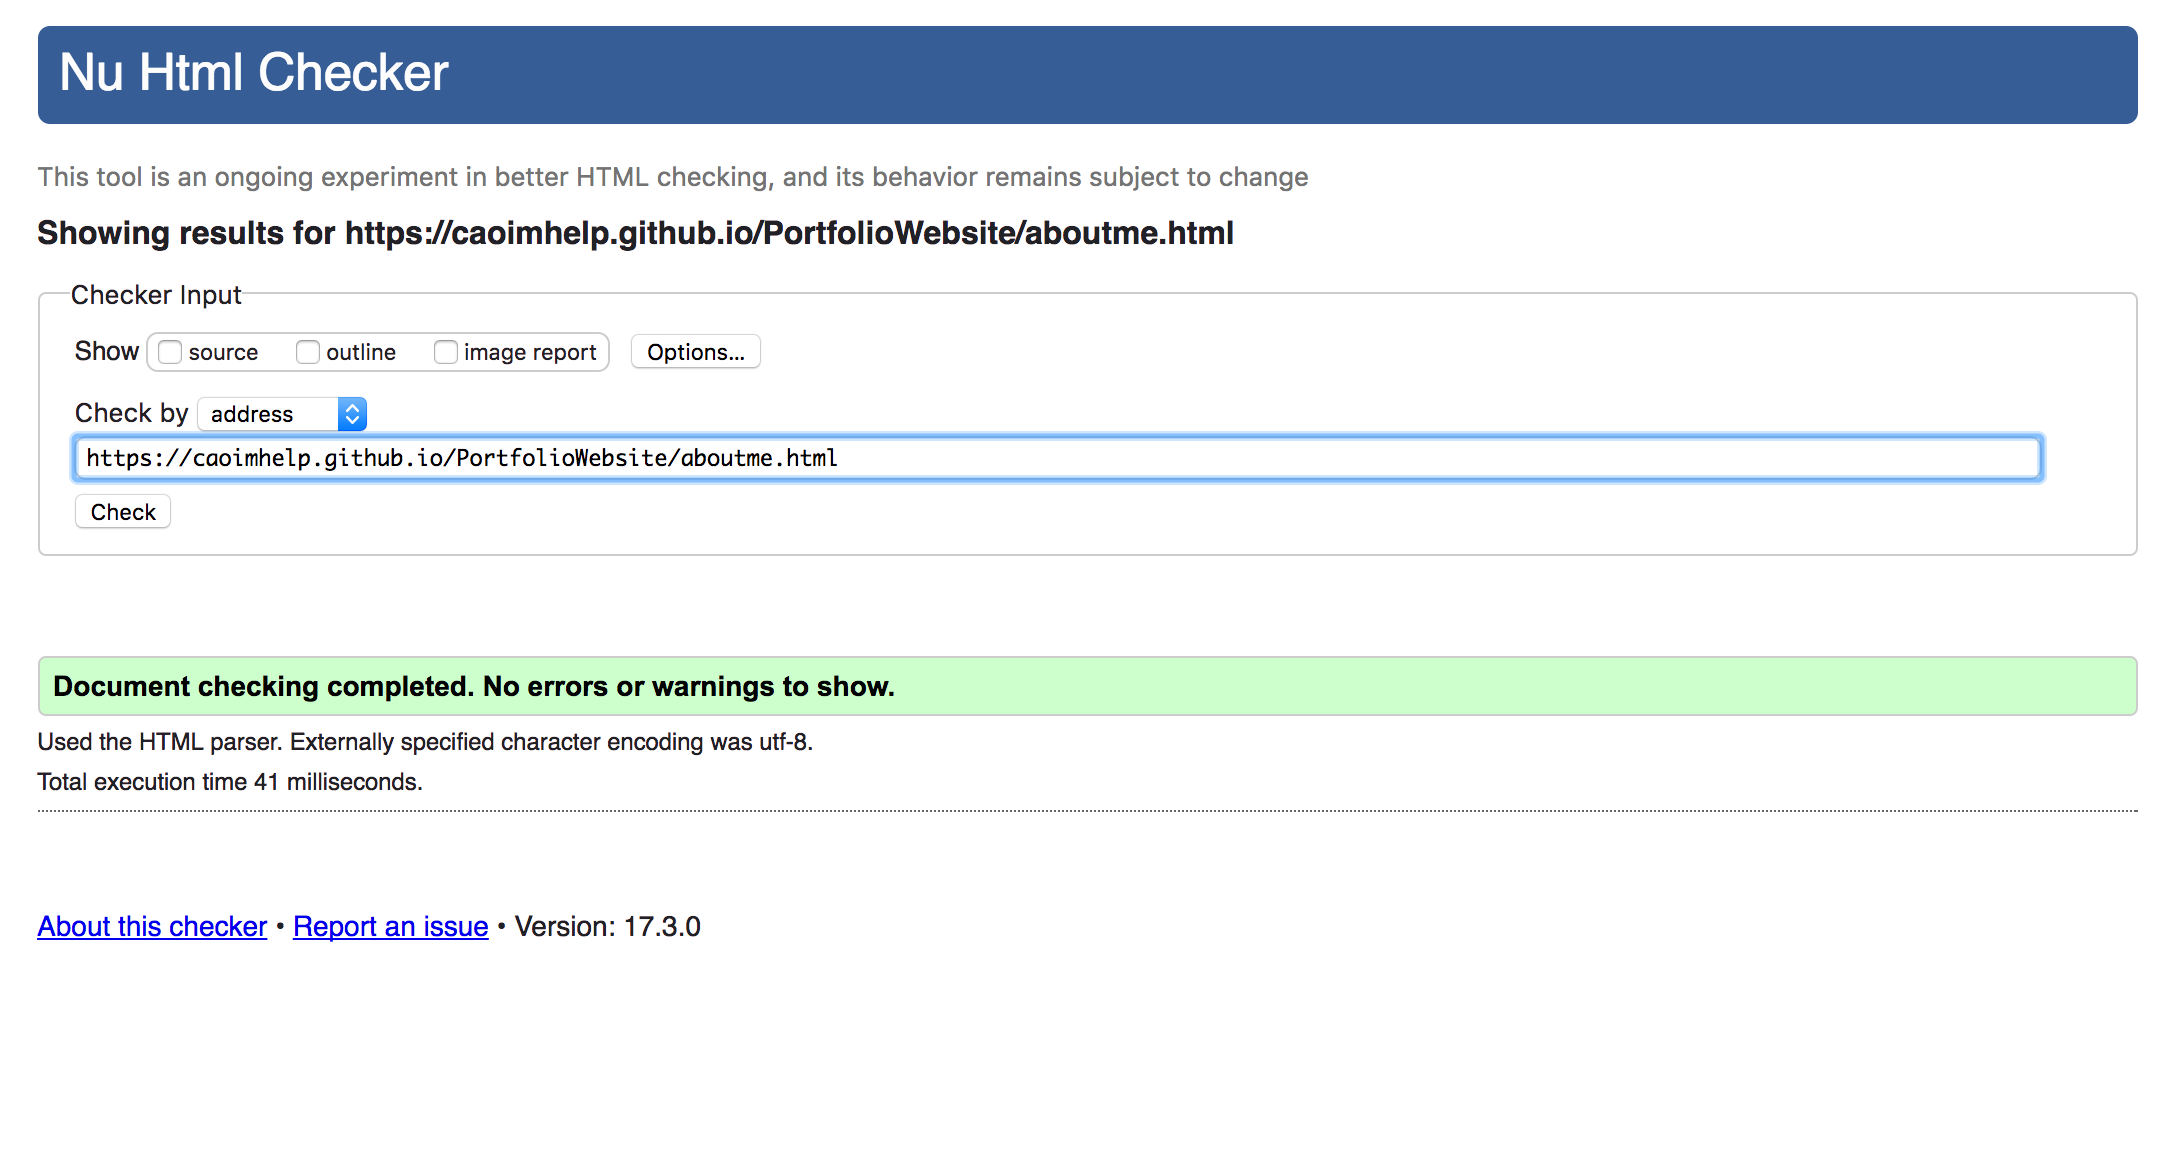 Nu Html Checker
This tool is an ongoing experiment in better HTML checking, and its behavior remains subject to change
Showing results for https://caoimhelp.github.io/PortfolioWebsite/aboutme.html
Checker Input
Show source outline image report Options...
Check by address
https://caoimhelp.github.io/PortfolioWebsite/aboutme.html
Check
Document checking completed. No errors or warnings to show.
Used the HTML parser. Externally specified character encoding was utf-8.
Total execution time 41 milliseconds.
About this checker • Report an issue • Version: 17.3.0